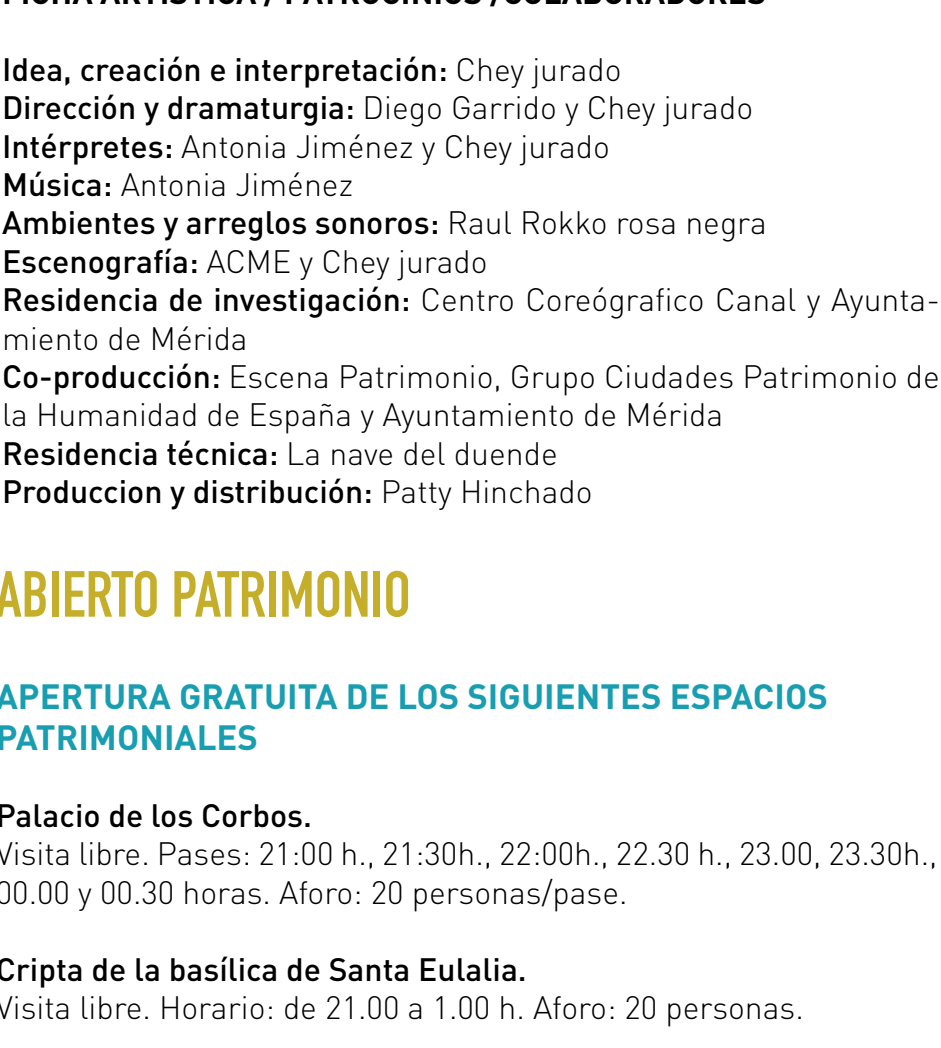 FICHA ARTÍSTICA / PATROCINIOS /COLABORADORES
Idea, creación e interpretación: Chey jurado
Dirección y dramaturgia: Diego Garrido y Chey jurado
Intérpretes: Antonia Jiménez y Chey jurado
Música: Antonia Jiménez
Ambientes y arreglos sonoros: Raul Rokko rosa negra
Escenografía: ACME y Chey jurado
Residencia de investigación: Centro Coreógrafico Canal y Ayunta-
miento de Mérida
Co-producción: Escena Patrimonio, Grupo Ciudades Patrimonio de
la Humanidad de España y Ayuntamiento de Mérida
Residencia técnica: La nave del duende
Produccion y distribución: Patty Hinchado
ABIERTO PATRIMONIO
APERTURA GRATUITA DE LOS SIGUIENTES ESPACIOS
PATRIMONIALES
Palacio de los Corbos.
Visita libre. Pases: 21:00 h., 21:30h., 22:00h., 22.30 h., 23.00, 23.30h.,
00.00 y 00.30 horas. Aforo: 20 personas/pase.
Cripta de la basílica de Santa Eulalia.
Visita libre. Horario: de 21.00 a 1.00 h. Aforo: 20 personas.